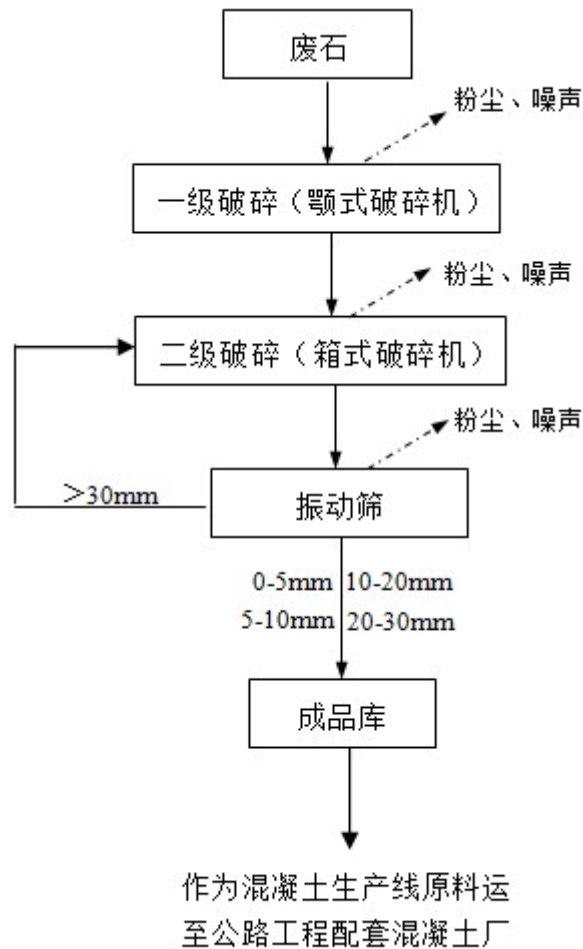 废石
粉尘、噪声
一级破碎（颚式破碎机）
粉尘、噪声
二级破碎（箱式破碎机）
粉尘、噪声
＞30mm
振动筛
0-5mm 10-20mm
5-10mm 20-30mm
成品库
作为混凝土生产线原料运
至公路工程配套混凝土厂